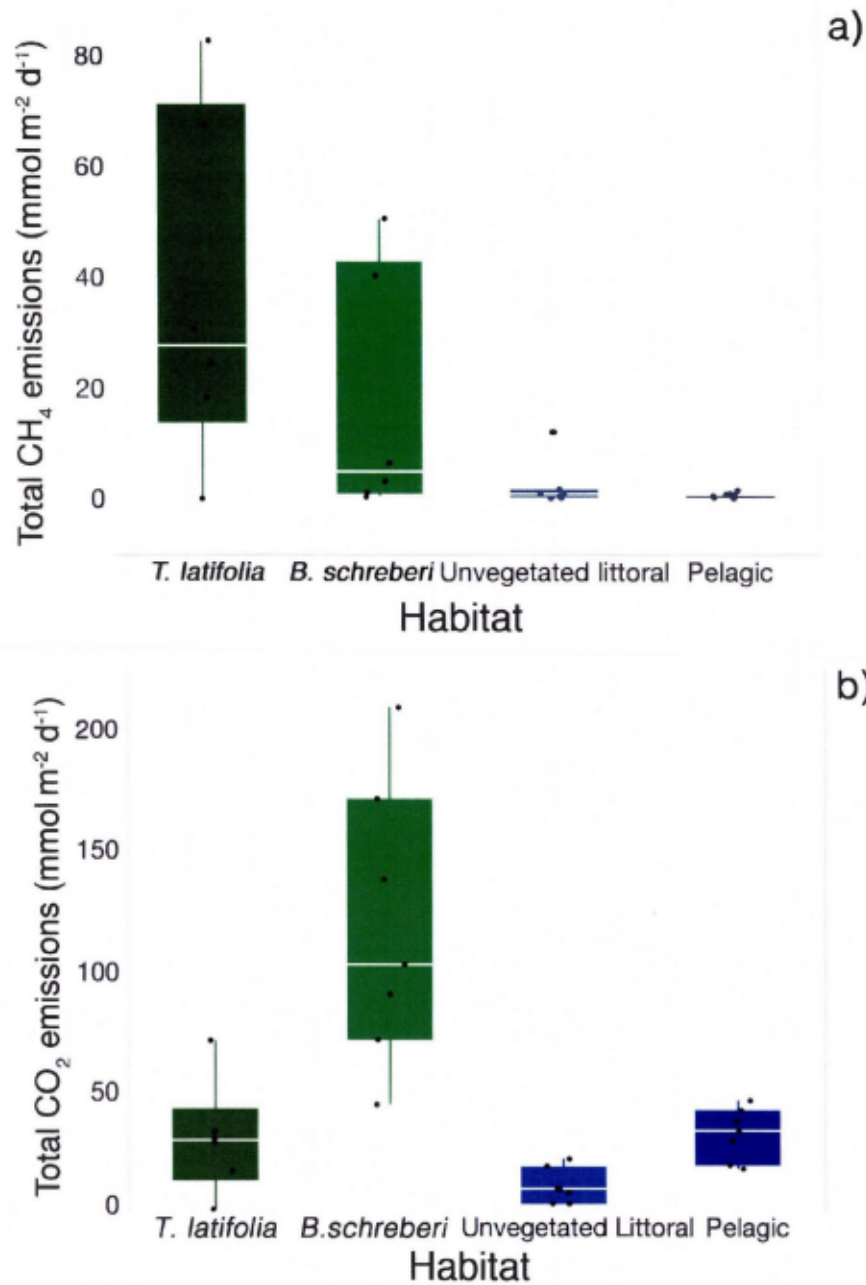 a)
Total CH₄ emissions (mmol m⁻² d⁻¹)
80
60
40
20
0
T. latifolia B. schreberi Unvegetated littoral Pelagic
Habitat
b)
Total CO₂ emissions (mmol m⁻² d⁻¹)
200
150
100
50
0
T. latifolia B.schreberi Unvegetated Littoral Pelagic
Habitat